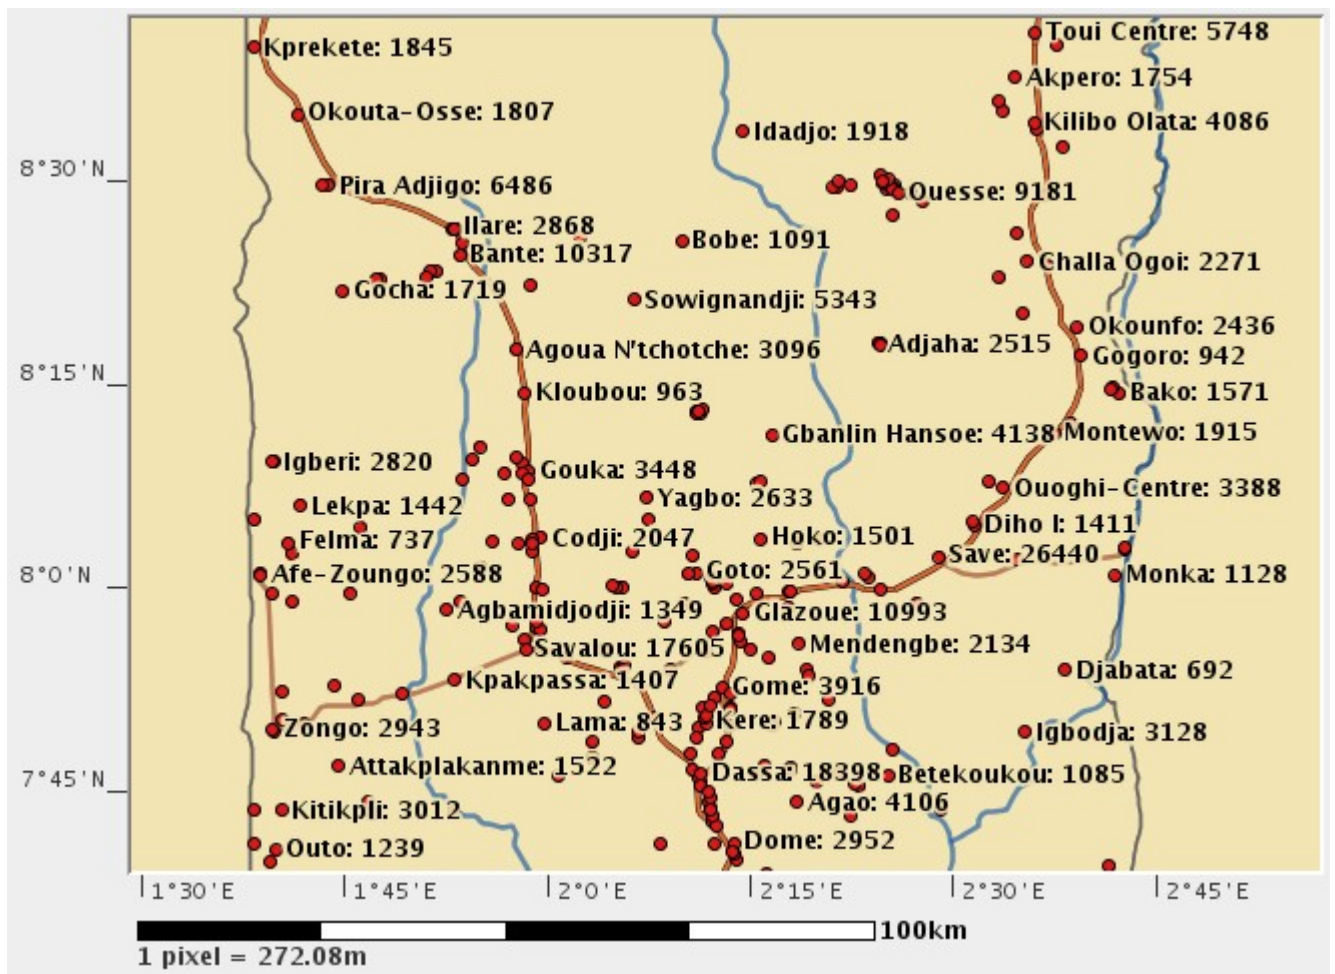 Kprekete: 1845
Toui Centre: 5748
Akpero: 1754
Okouta-Osse: 1807
Idadjo: 1918
Kilibo Olata: 4086
8°30'N
Pira Adjigo: 6486
Ouesse: 9181
Ilare: 2868
Bobe: 1091
Bante: 10317
Challa Ogoi: 2271
Gocha: 1719
Sowignandji: 5343
Okounfo: 2436
Adjaha: 2515
Agoua N'tchotche: 3096
Gogoro: 942
8°15'N
Kloubou: 963
Bako: 1571
Gbanlin Hansoe: 4138
Montewo: 1915
Igberi: 2820
Gouka: 3448
Ouoghi-Centre: 3388
Yagbo: 2633
Lekpa: 1442
Diho I: 1411
Felma: 737
Codji: 2047
Hoko: 1501
Save: 26440
8°0'N
Afe-Zoungo: 2588
Goto: 2561
Monka: 1128
Agbamidjodji: 1349
Glazoue: 10993
Savalou: 17605
Mendengbe: 2134
Djabata: 692
Kpakpassa: 1407
Gome: 3916
Zongo: 2943
Lama: 843
Kere: 1789
Igbodja: 3128
Attakplakanme: 1522
Dassa: 18398
Betekoukou: 1085
7°45'N
Kitikpli: 3012
Agao: 4106
Outo: 1239
Dome: 2952
1°30'E 1°45'E 2°0'E 2°15'E 2°30'E 2°45'E
100km
1 pixel = 272.08m